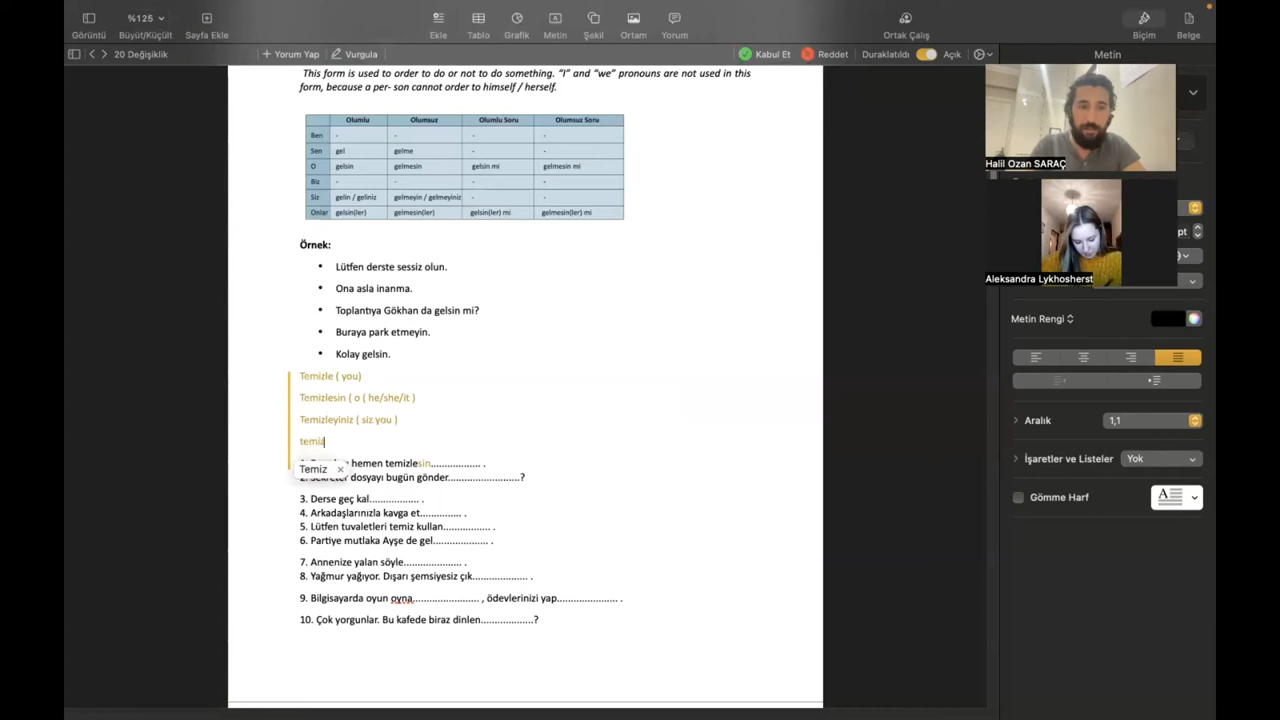 %125
Görüntü
Büyüt/Küçült
Sayfa Ekle
Ekle
Tablo
Grafik
Metin
Şekil
Ortam
Yorum
Ortak Çalış
Biçim
Belge
20 Değişiklik
Yorum Yap
Vurgula
Kabul Et
Reddet
Duraklatıldı
Açık
Metin
This form is used to order to do or not to do something. “I” and “we” pronouns are not used in this
form, because a per- son cannot order to himself / herself.
Olumlu Olumsuz Olumlu Soru Olumsuz Soru
Ben - - - -
Sen gel gelme - -
O gelsin gelmesin gelsin mi gelmesin mi
Biz - - - -
Siz gelin / geliniz gelmeyin / gelmeyiniz - -
Onlar gelsin(ler) gelmesin(ler) gelsin(ler) mi gelmesin(ler) mi
Örnek:
• Lütfen derste sessiz olun.
• Ona asla inanma.
• Toplantıya Gökhan da gelsin mi?
• Buraya park etmeyin.
• Kolay gelsin.
Temizle ( you)
Temizlesin ( o ( he/she/it )
Temizleyiniz ( siz you )
temiz
Temiz ×
hemen temizlesin................. .
dosyayı bugün gönder........................?
3. Derse geç kal................. .
4. Arkadaşlarınızla kavga et.............. .
5. Lütfen tuvaletleri temiz kullan................ .
6. Partiye mutlaka Ayşe de gel................... .
7. Annenize yalan söyle................... .
8. Yağmur yağıyor. Dışarı şemsiyesiz çık................... .
9. Bilgisayarda oyun oyna....................... , ödevlerinizi yap..................... .
10. Çok yorgunlar. Bu kafede biraz dinlen..................?
Halil Ozan SARAÇ
Aleksandra Lykhosherst
pt
Metin Rengi
Aralık
1,1
İşaretler ve Listeler
Yok
Gömme Harf
A